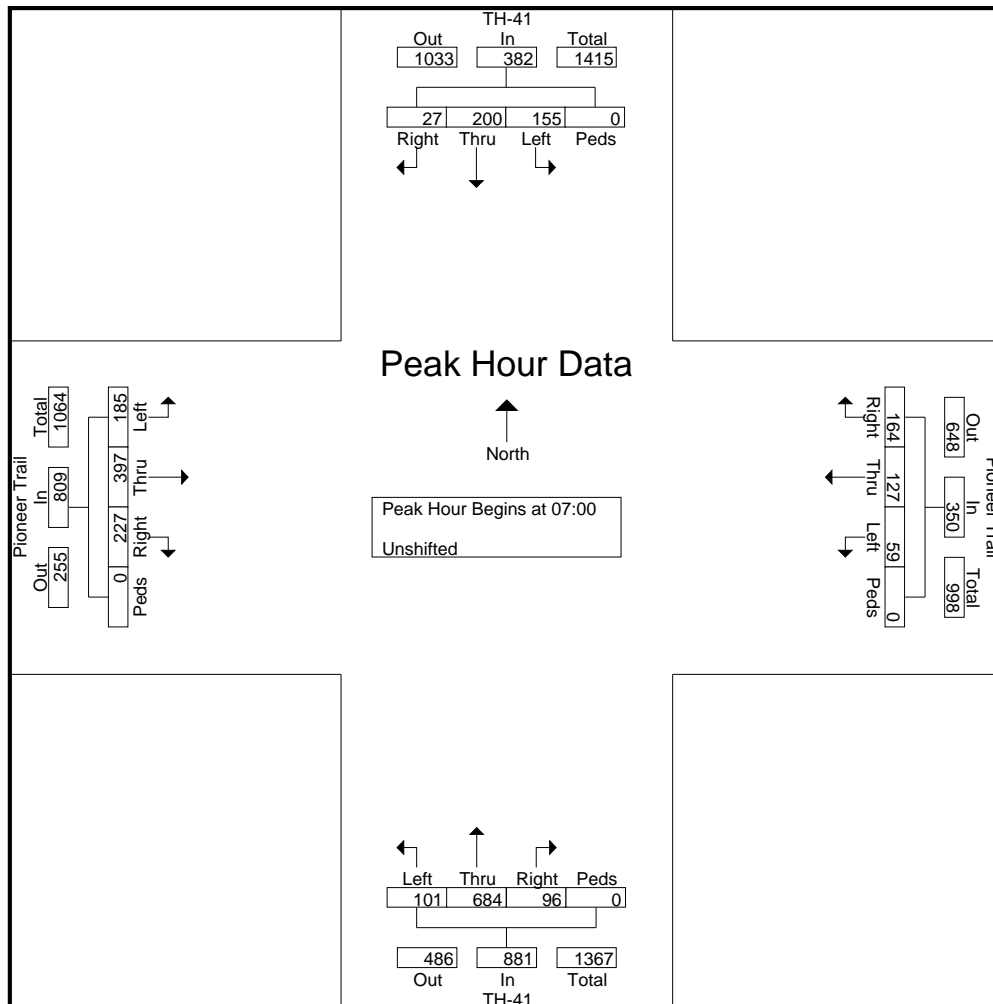 TH-41
Out In Total
1033 382 1415
27 200 155 0
Right Thru Left Peds
Peak Hour Data
North
Peak Hour Begins at 07:00
Unshifted
Pioneer Trail
Total In Out
1064 809 255
185 397 227 0
Left Thru Right Peds
Right Thru Left Peds
164 127 59 0
648 350 998
Out In Total
Pioneer Trail
Left Thru Right Peds
101 684 96 0
486 881 1367
Out In Total
TH-41